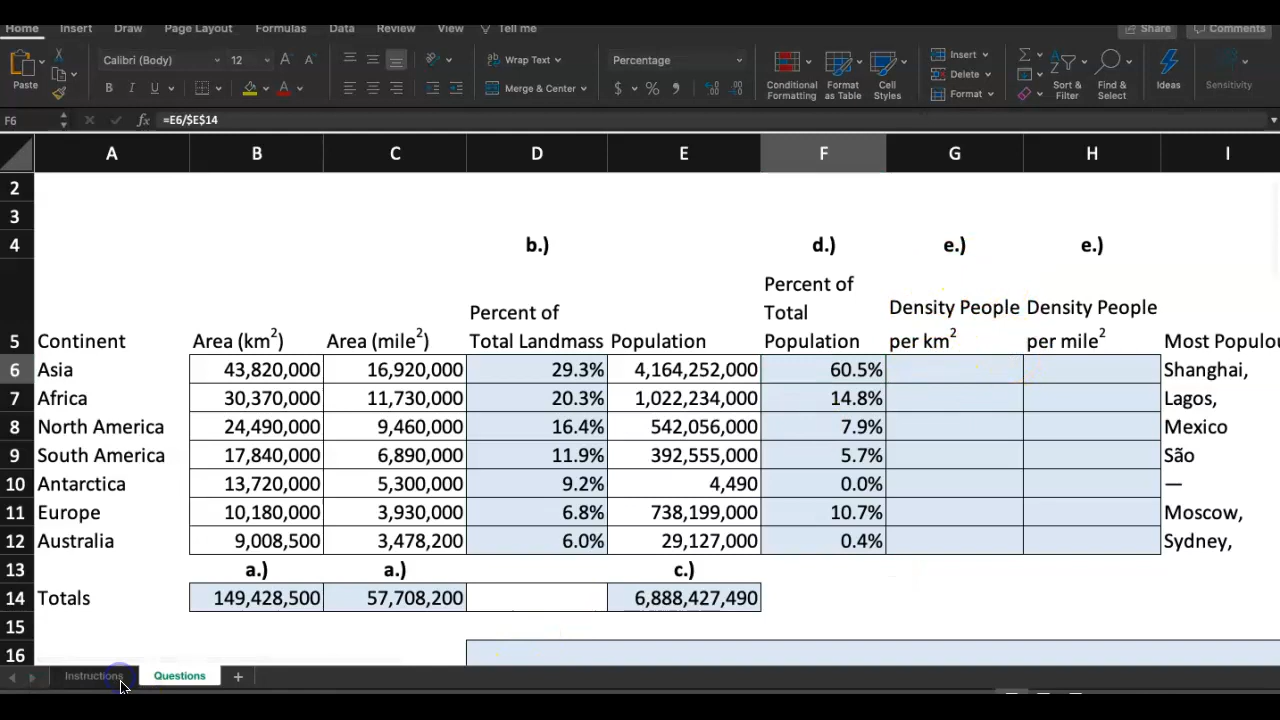 Home Insert Draw Page Layout Formulas Data Review View Tell me Share Comments
Paste Calibri (Body) 12 A A Wrap Text Percentage Insert
B I U A Merge & Center $ % Conditional Formatting Format as Table Cell Styles Delete Format Sort & Filter Find & Select Ideas Sensitivity
F6 fx =E6/$E$14
A B C D E F G H I
2
3
4 b.) d.) e.) e.)
5 Continent Area (km2) Area (mile2) Percent of Total Landmass Population Percent of Total Population Density People per km2 Density People per mile2 Most Populou
6 Asia 43,820,000 16,920,000 29.3% 4,164,252,000 60.5% Shanghai,
7 Africa 30,370,000 11,730,000 20.3% 1,022,234,000 14.8% Lagos,
8 North America 24,490,000 9,460,000 16.4% 542,056,000 7.9% Mexico
9 South America 17,840,000 6,890,000 11.9% 392,555,000 5.7% São
10 Antarctica 13,720,000 5,300,000 9.2% 4,490 0.0% —
11 Europe 10,180,000 3,930,000 6.8% 738,199,000 10.7% Moscow,
12 Australia 9,008,500 3,478,200 6.0% 29,127,000 0.4% Sydney,
13 a.) a.) c.)
14 Totals 149,428,500 57,708,200 6,888,427,490
15
16
Instructions Questions +